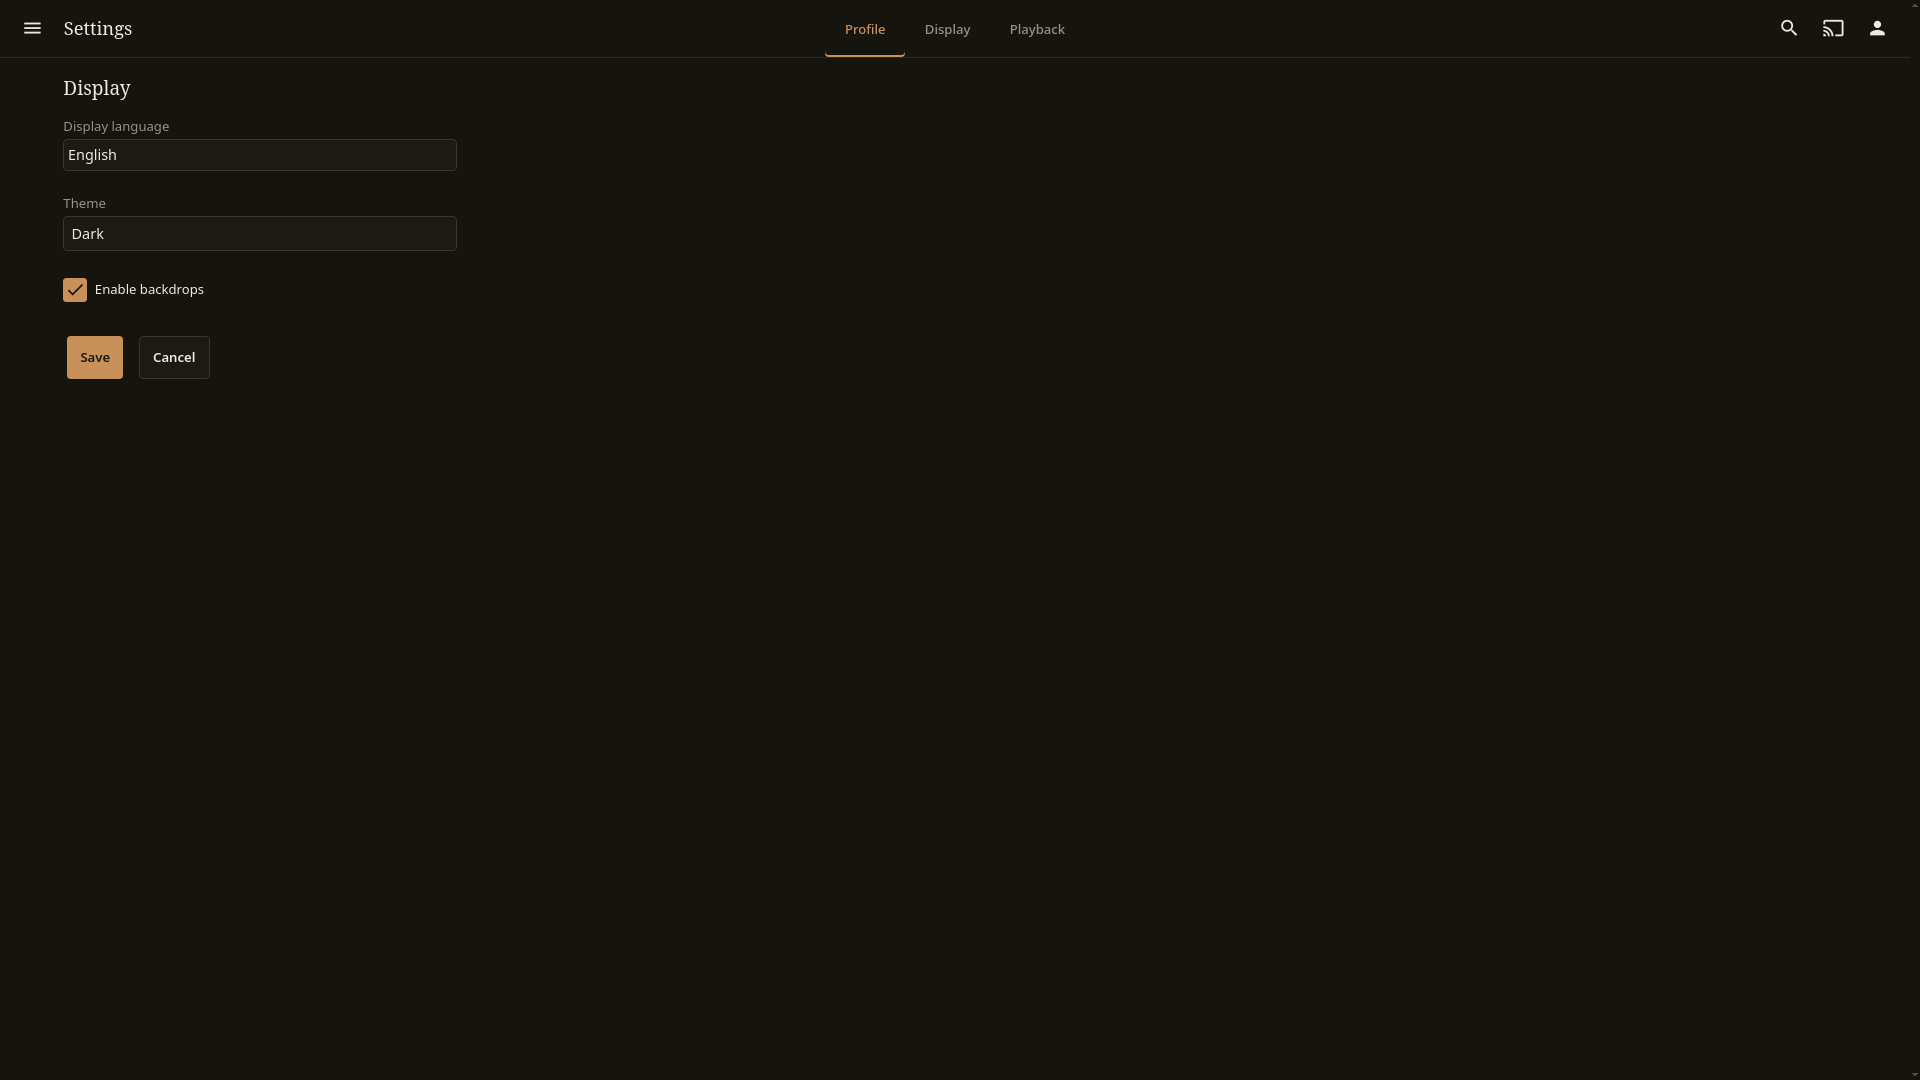 Settings
Profile
Display
Playback
Display
Display language
English
Theme
Dark
Enable backdrops
Save
Cancel